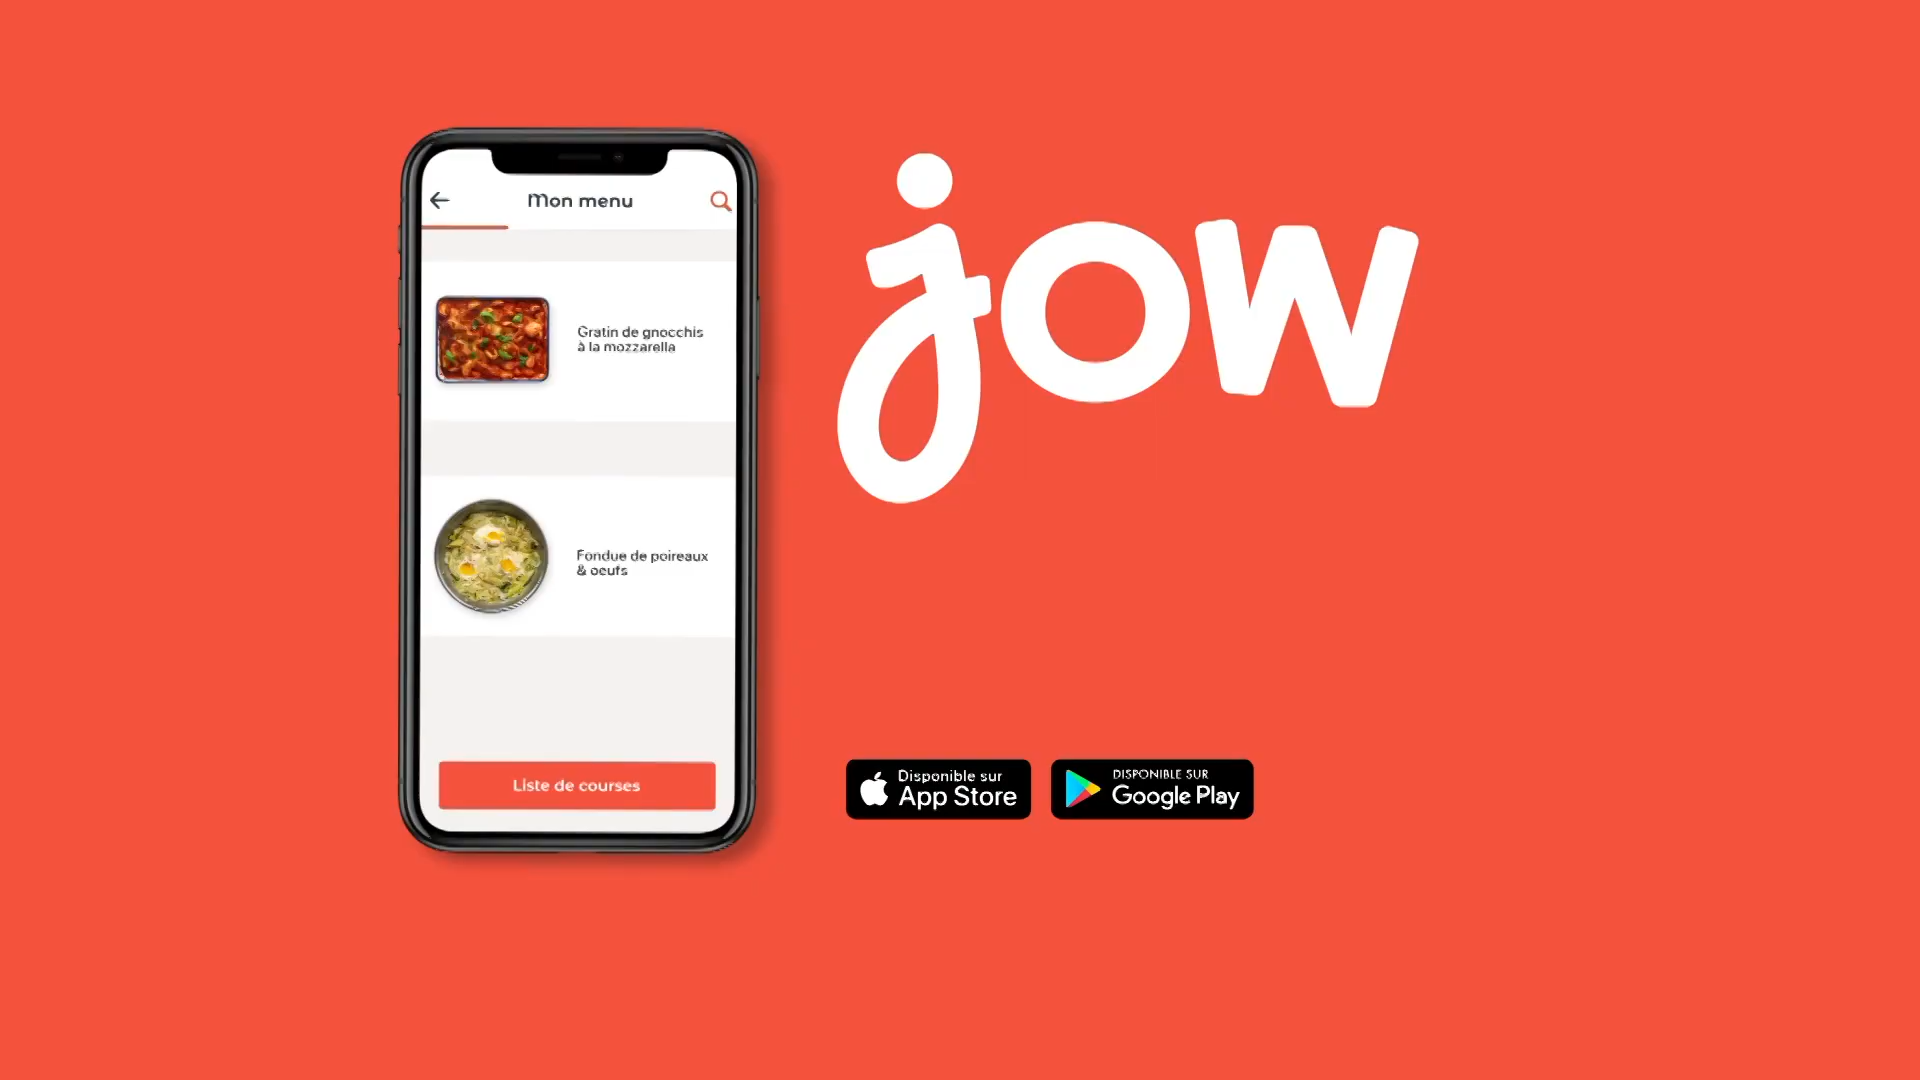 Mon menu
Gratin de gnocchis
à la mozzarella
Fondue de poireaux
& oeufs
Liste de courses
jow
Disponible sur
App Store
DISPONIBLE SUR
Google Play